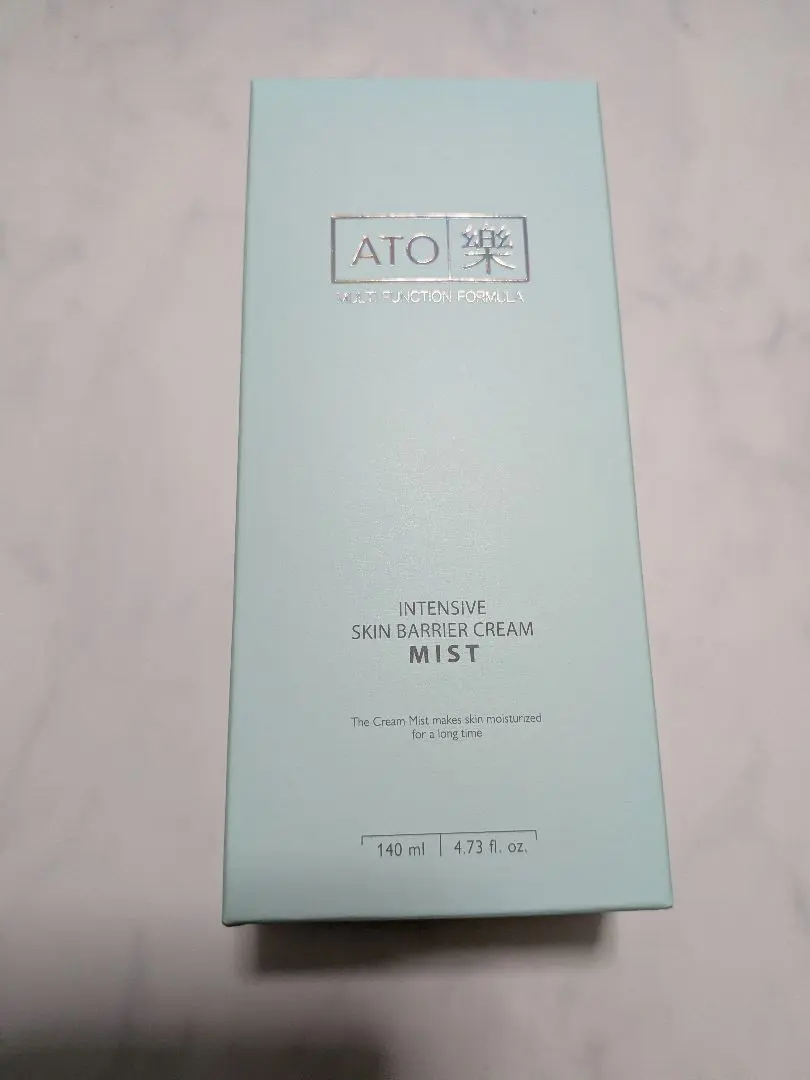 ATO 樂
MULTI FUNCTION FORMULA
INTENSIVE
SKIN BARRIER CREAM
MIST
The Cream Mist makes skin moisturized
for a long time
140 ml | 4.73 fl. oz.